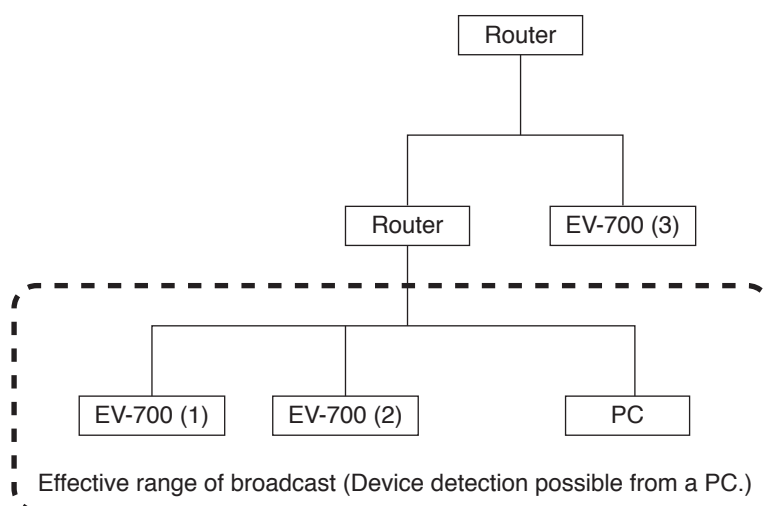 Router
Router
EV-700 (3)
EV-700 (1)
EV-700 (2)
PC
Effective range of broadcast (Device detection possible from a PC.)